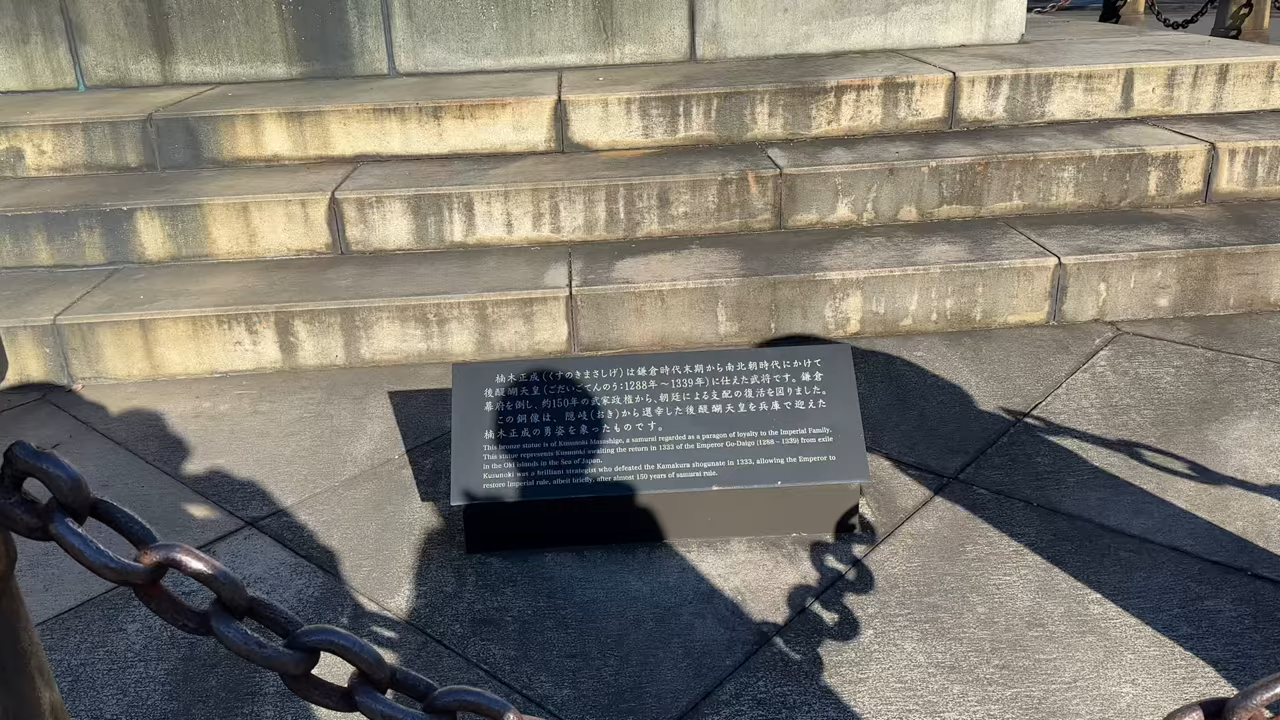 楠木正成（くすのきまさしげ）は鎌倉時代末期から南北朝時代にかけて
後醍醐天皇（ごだいごてんのう：1288年～1339年）に仕えた武将です。鎌倉
幕府を倒し、約150年の武家政権から、朝廷による支配の復活を図りました。
この銅像は、隠岐（おき）から還幸した後醍醐天皇を兵庫で迎えた
楠木正成の勇姿を象ったものです。
This bronze statue is of Kusunoki Masashige, a samurai regarded as a paragon of loyalty to the Imperial Family.
This statue represents Kusunoki awaiting the return in 1333 of the Emperor Go-Daigo (1288 – 1339) from exile
in the Oki islands in the Sea of Japan.
Kusunoki was a brilliant strategist who defeated the Kamakura shogunate in 1333, allowing the Emperor to
restore Imperial rule, albeit briefly, after almost 150 years of samurai rule.